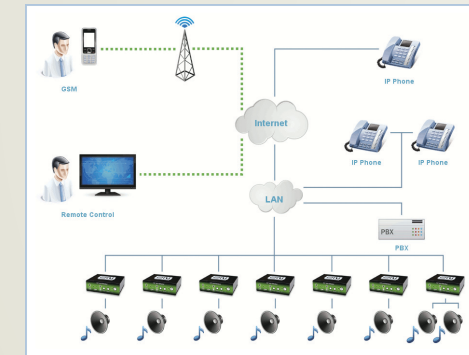 GSM
IP Phone
Internet
IP Phone
IP Phone
LAN
Remote Control
PBX
PBX